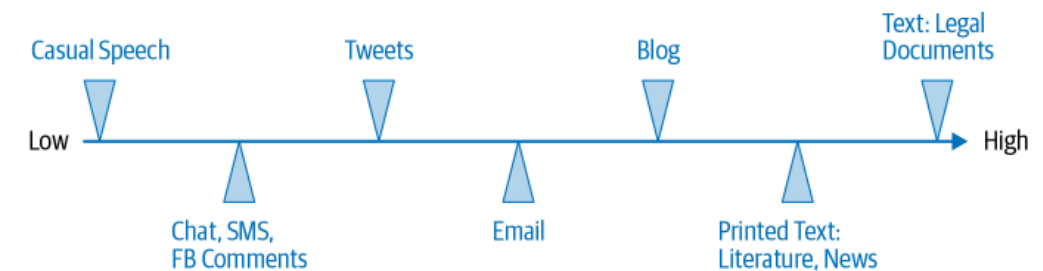 Casual Speech
Tweets
Blog
Text: Legal
Documents
Low
High
Chat, SMS,
FB Comments
Email
Printed Text:
Literature, News